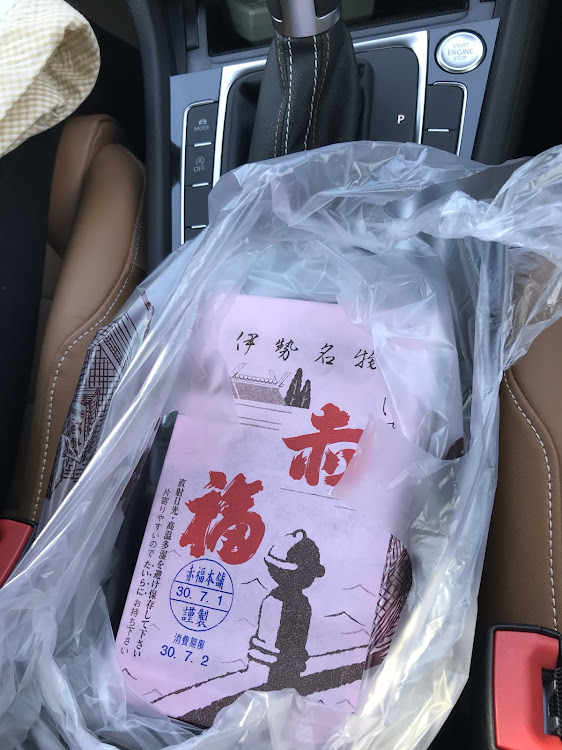 START
ENGINE
STOP
MODE
OFF
P
伊勢名物
赤
福
直射日光・高温多湿を避け保存して下さい
片寄りやすいのでたいらにお持ち下さい
赤福本舗
30.7.1
謹製
消費期限
30.7.2